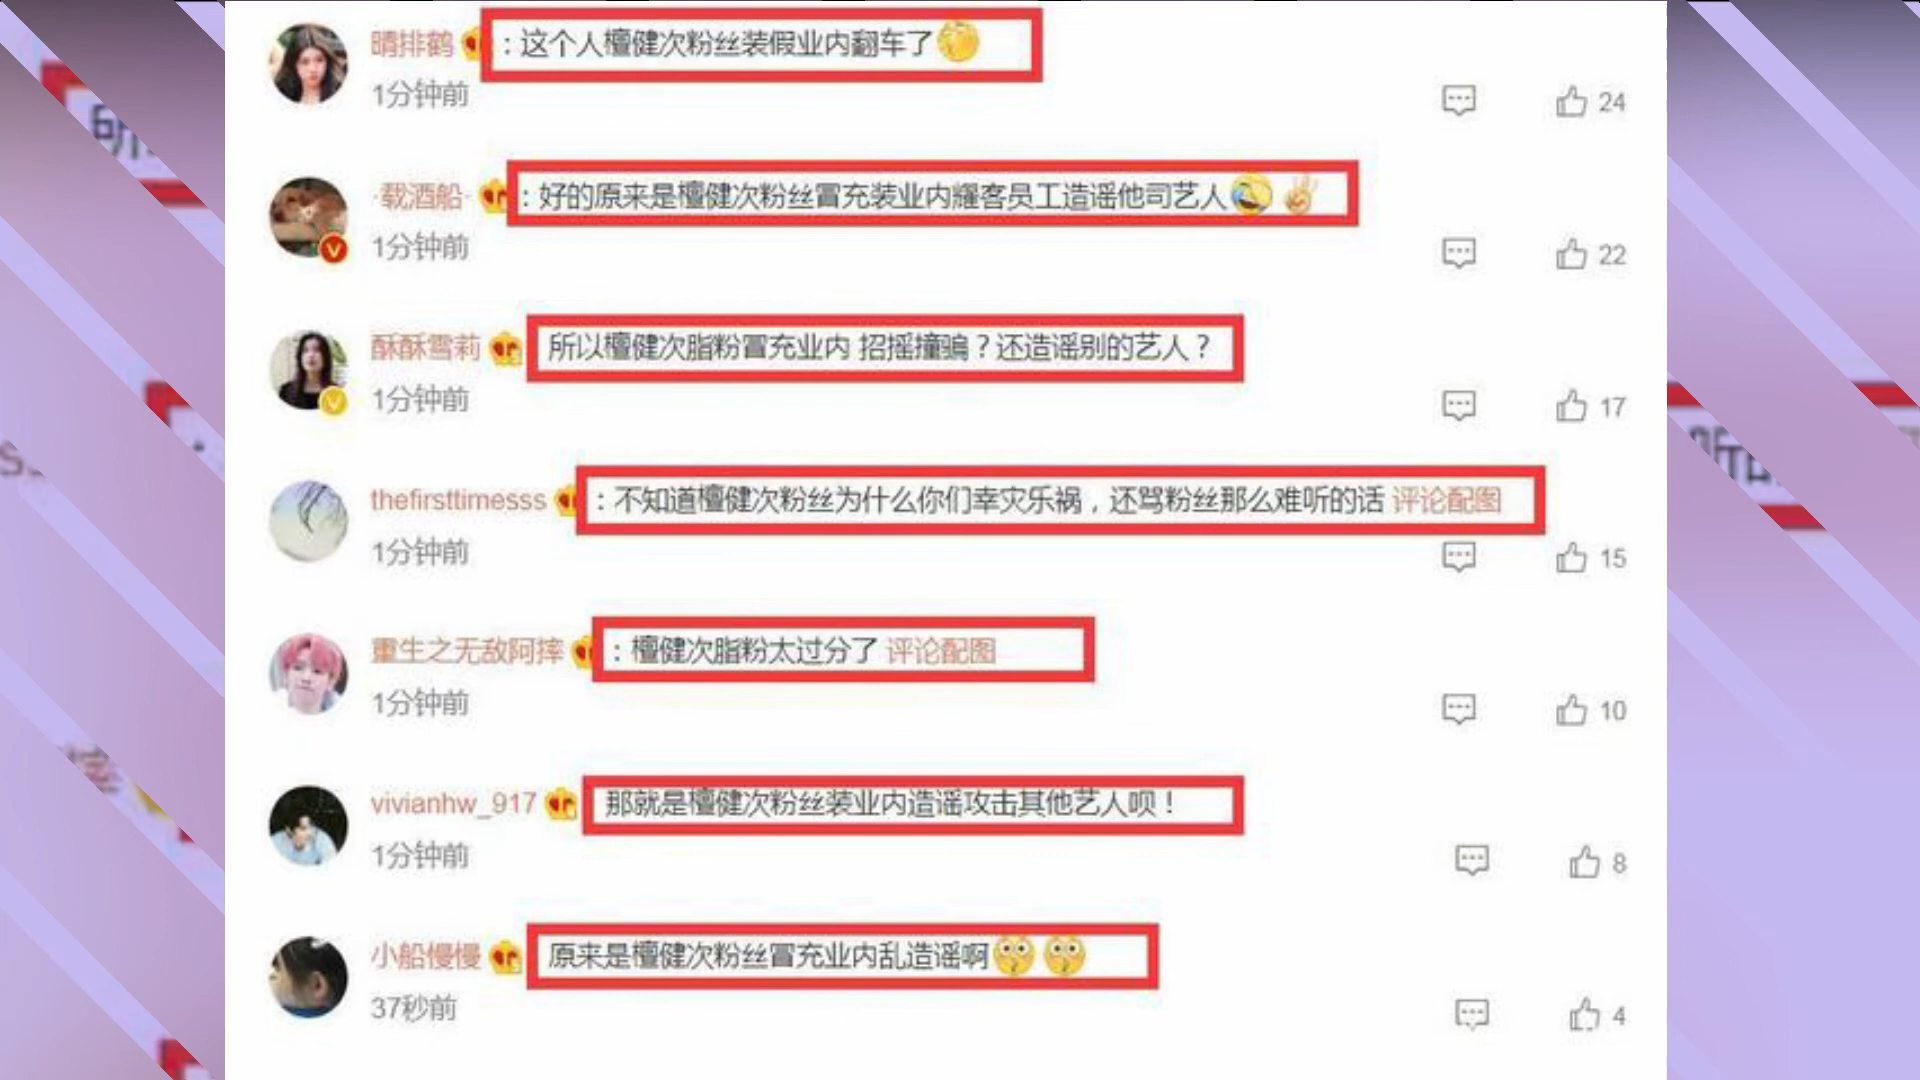 晴排鹤：这个人檀健次粉丝装假业内翻车了
1分钟前
24
·载酒船·：好的原来是檀健次粉丝冒充装业内耀客员工造谣他司艺人
1分钟前
22
酥酥雪莉 所以檀健次脂粉冒充业内 招摇撞骗？还造谣别的艺人？
1分钟前
17
thefirsttimesss：不知道檀健次粉丝为什么你们幸灾乐祸，还骂粉丝那么难听的话 评论配图
1分钟前
15
重生之无敌阿摔：檀健次脂粉太过分了 评论配图
1分钟前
10
vivianhw_917 那就是檀健次粉丝装业内造谣攻击其他艺人呗！
1分钟前
8
小船慢慢 原来是檀健次粉丝冒充业内乱造谣啊
37秒前
4